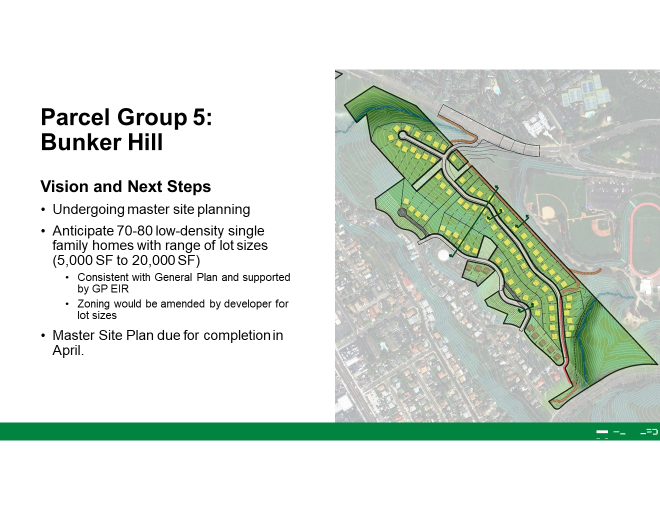 Parcel Group 5:
Bunker Hill
Vision and Next Steps
• Undergoing master site planning
• Anticipate 70-80 low-density single
family homes with range of lot sizes
(5,000 SF to 20,000 SF)
• Consistent with General Plan and supported
by GP EIR
• Zoning would be amended by developer for
lot sizes
• Master Site Plan due for completion in
April.